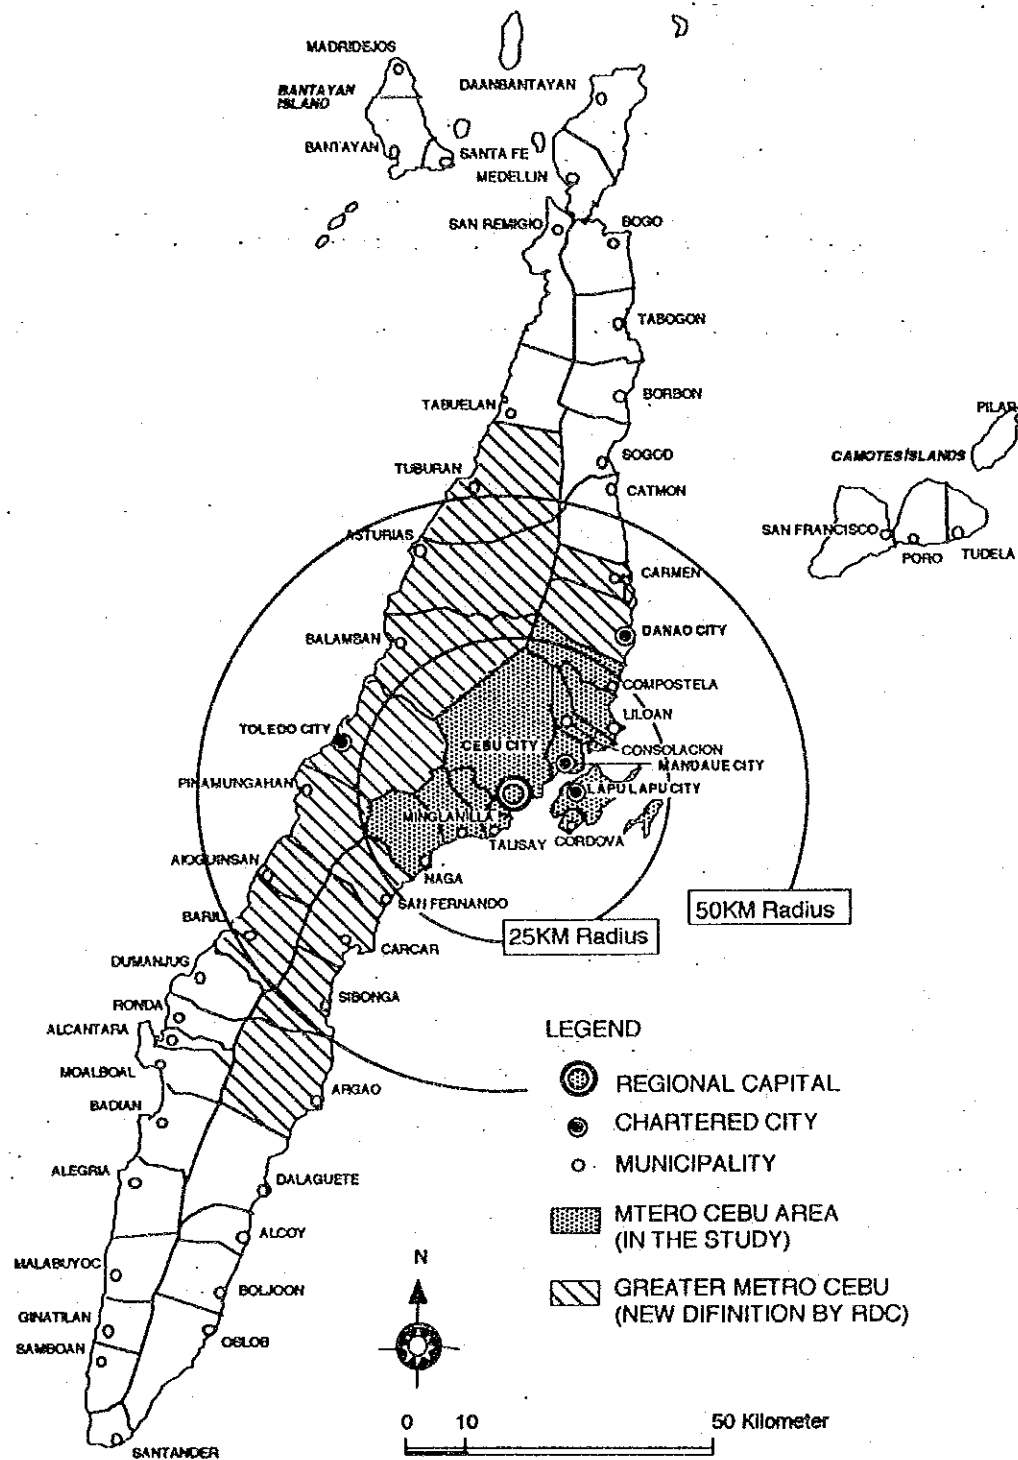 MADRIDEJOS
BANTAYAN
ISLAND
DAANBANTAYAN
BANTAYAN
SANTA FE
MEDELLIN
SAN REMIGIO
BOGO
TABOGON
TABUELAN
BORBON
PILAR
SOGOD
CAMOTES ISLANDS
TUBURAN
CATMON
ASTURIAS
SAN FRANCISCO
PORO
TUDELA
CARMEN
BALAMBAN
DANAO CITY
COMPOSTELA
TOLEDO CITY
LILOAN
CEBU CITY
CONSOLACION
MANDAUE CITY
PINAMUNGAHAN
LAPU LAPU CITY
MINGLANILLA
TALISAY
CORDOVA
AIOGUINSAN
NAGA
SAN FERNANDO
50KM Radius
BARILI
25KM Radius
CARCAR
DUMANJUG
SIBONGA
RONDA
ALCANTARA
MOALBOAL
ARGAO
BADIAN
ALEGRIA
DALAGUETE
ALCOY
MALABUYOC
BOLJOON
GINATILAN
OSLOB
SAMBOAN
SANTANDER
LEGEND
REGIONAL CAPITAL
CHARTERED CITY
MUNICIPALITY
MTERO CEBU AREA
(IN THE STUDY)
GREATER METRO CEBU
(NEW DIFINITION BY RDC)
N
0 10 50 Kilometer